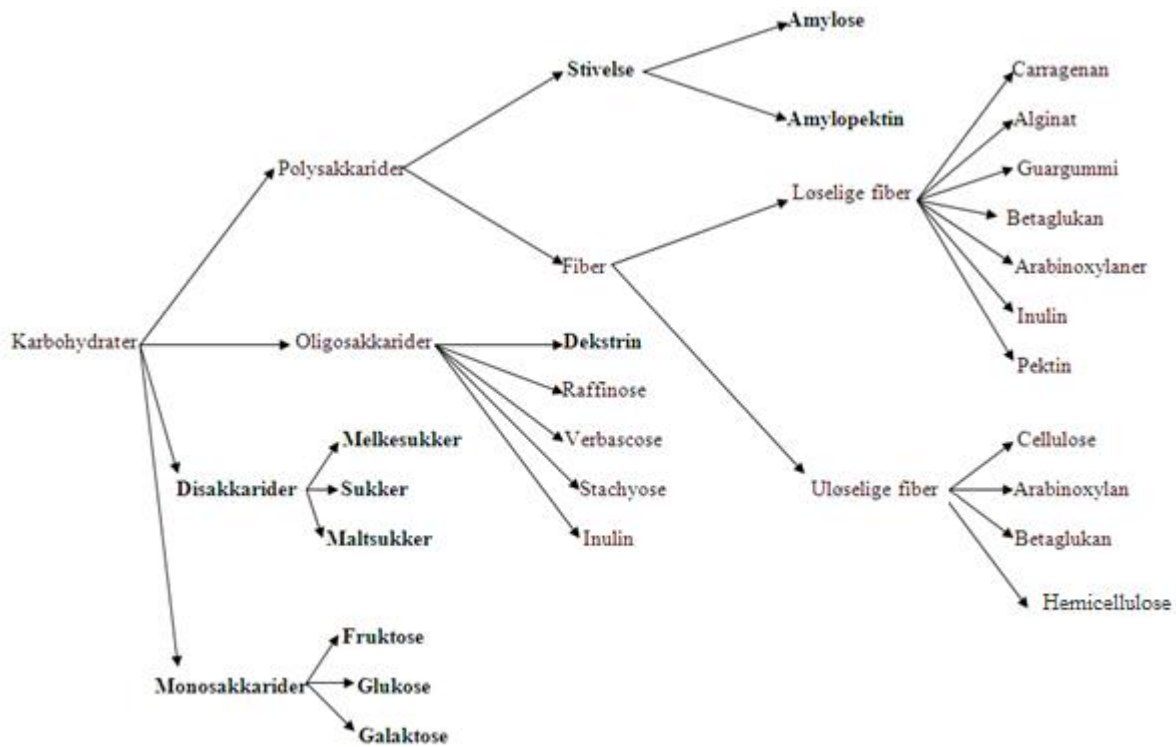 Amylose
Stivelse
Carragenan
Amylopektin
Alginat
Polysakkarider
Guargummi
Løselige fiber
Betaglukan
Fiber
Arabinoxylaner
Inulin
Karbohydrater
Oligosakkarider
Dekstrin
Pektin
Raffinose
Melkesukker
Verbascose
Cellulose
Disakkarider
Sukker
Stachyose
Uløselige fiber
Arabinoxylan
Maltsukker
Inulin
Betaglukan
Hemicellulose
Fruktose
Monosakkarider
Glukose
Galaktose